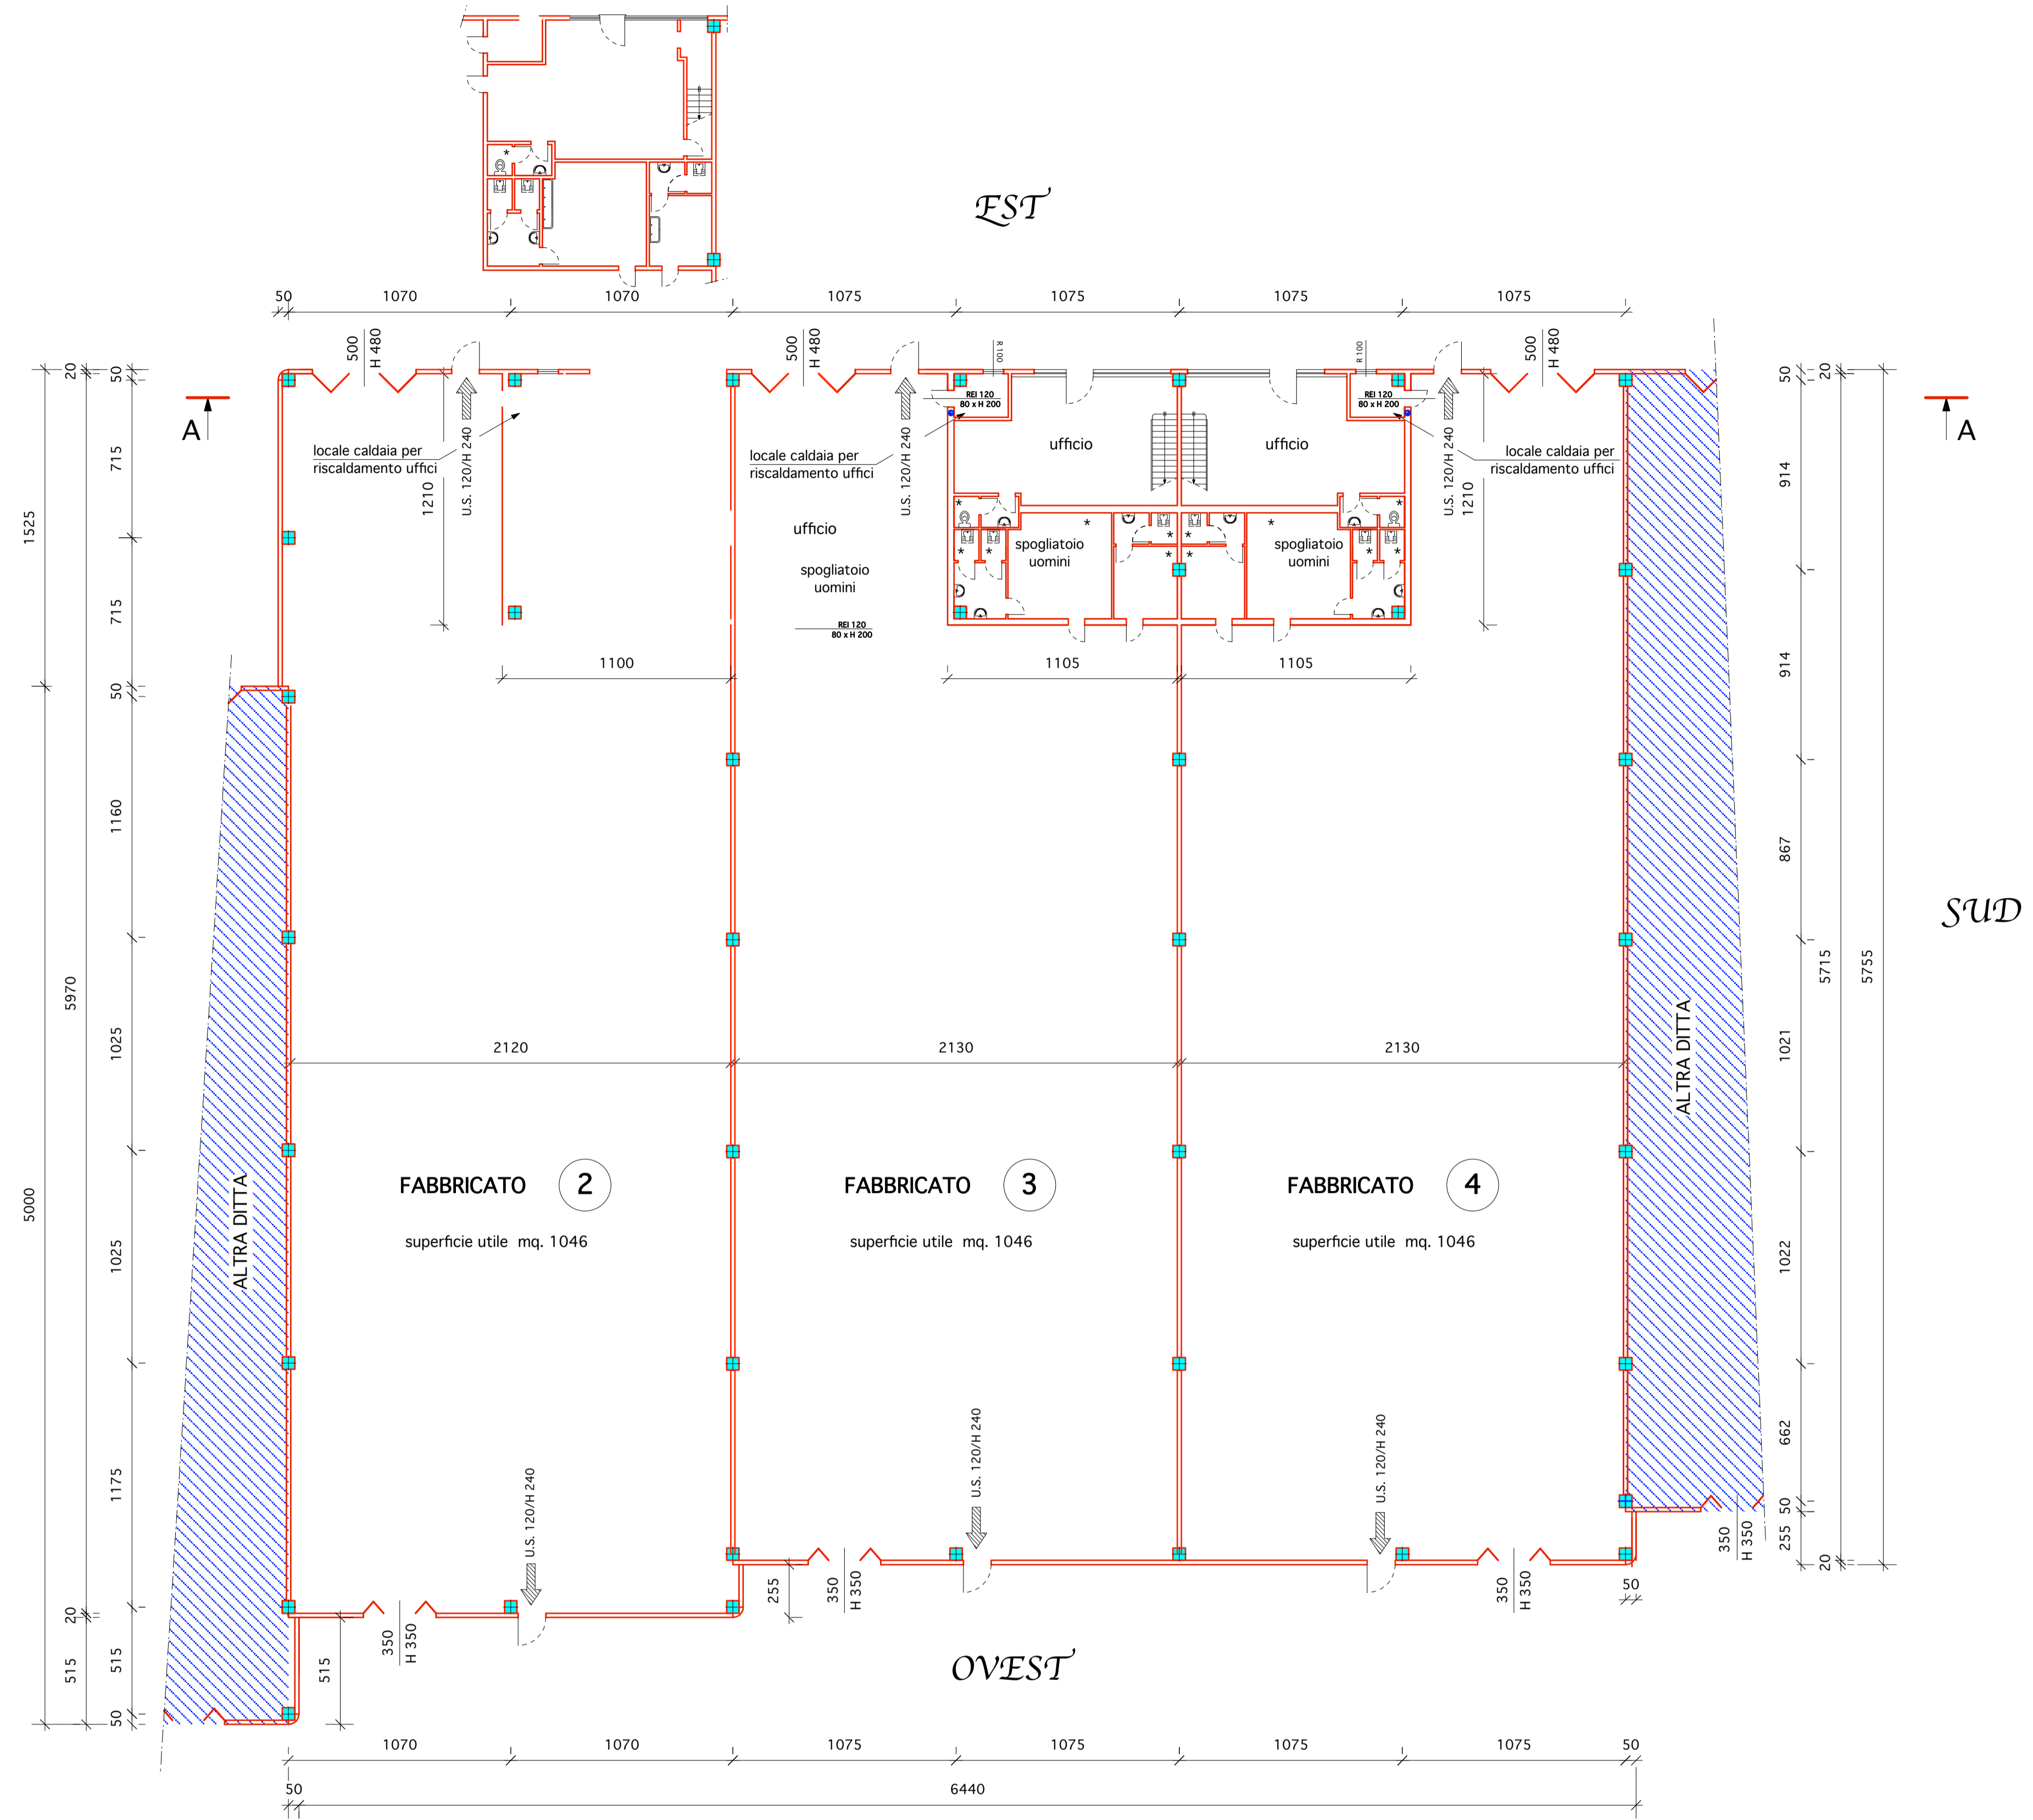 EST
50 1070 1070 1075 1075 1075 1075
500
H 480
500
H 480
R 100
R 100
500
H 480
20
50
50
20
A
A
REI 120
80 x H 200
REI 120
80 x H 200
U.S. 120/H 240
U.S. 120/H 240
U.S. 120/H 240
locale caldaia per
riscaldamento uffici
locale caldaia per
riscaldamento uffici
locale caldaia per
riscaldamento uffici
ufficio
ufficio
715
1210
1210
914
1525
ufficio
spogliatoio
uomini
spogliatoio
uomini
spogliatoio
uomini
* * * * * * * * * * * * *
REI 120
80 x H 200
715
1100
1105
1105
914
50
1160
867
SUD
5970
5715
5755
1025
1021
2120
2130
2130
ALTRA DITTA
ALTRA DITTA
FABBRICATO 2
FABBRICATO 3
FABBRICATO 4
superficie utile mq. 1046
superficie utile mq. 1046
superficie utile mq. 1046
5000
1025
1022
662
1175
U.S. 120/H 240
U.S. 120/H 240
U.S. 120/H 240
50
255
20
350
H 350
350
H 350
350
H 350
350
H 350
255
50
20
515
515
515
50
OVEST
1070 1070 1075 1075 1075 1075 50
50 6440